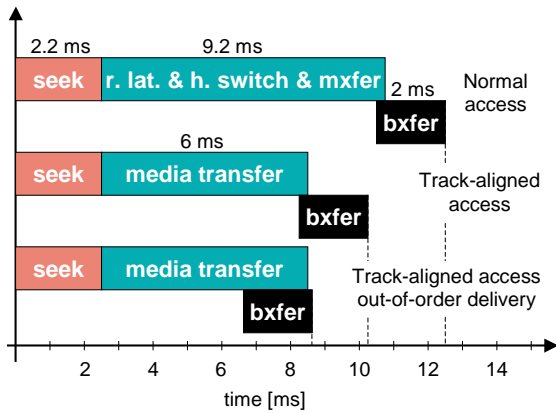 2.2 ms 9.2 ms
seek r. lat. & h. switch & mxfer
2 ms
Normal
access
bxfer
6 ms
seek media transfer
Track-aligned
access
bxfer
seek media transfer
Track-aligned access
out-of-order delivery
bxfer
2 4 6 8 10 12 14
time [ms]